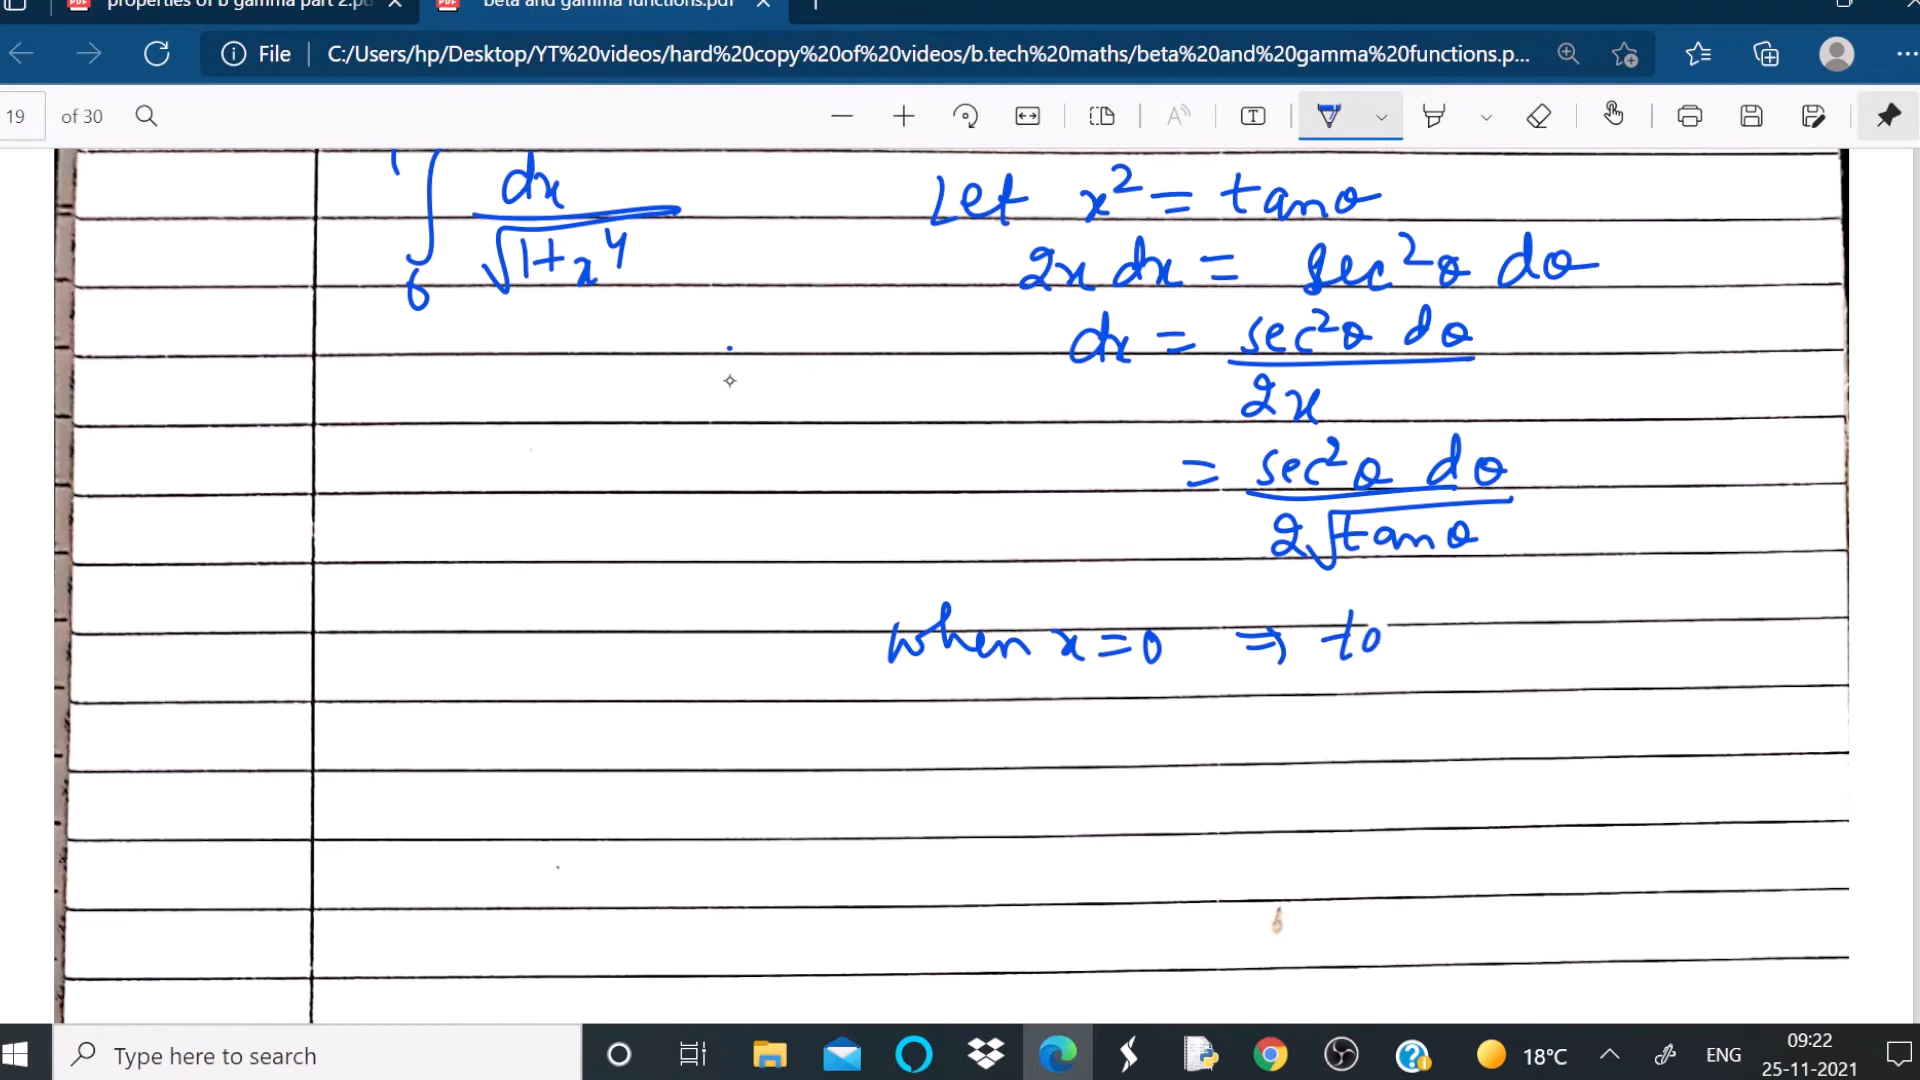 properties of b gamma part 2.pd
beta and gamma functions.pdf
File
C:/Users/hp/Desktop/YT%20videos/hard%20copy%20of%20videos/b.tech%20maths/beta%20and%20gamma%20functions.p...
19 of 30
∫₀¹ dx / √(1+x⁴)
Let x² = tanθ
2x dx = sec²θ dθ
dx = sec²θ dθ / 2x
= sec²θ dθ / 2√tanθ
when x=0 ⇒ to
Type here to search
18°C
ENG
09:22
25-11-2021